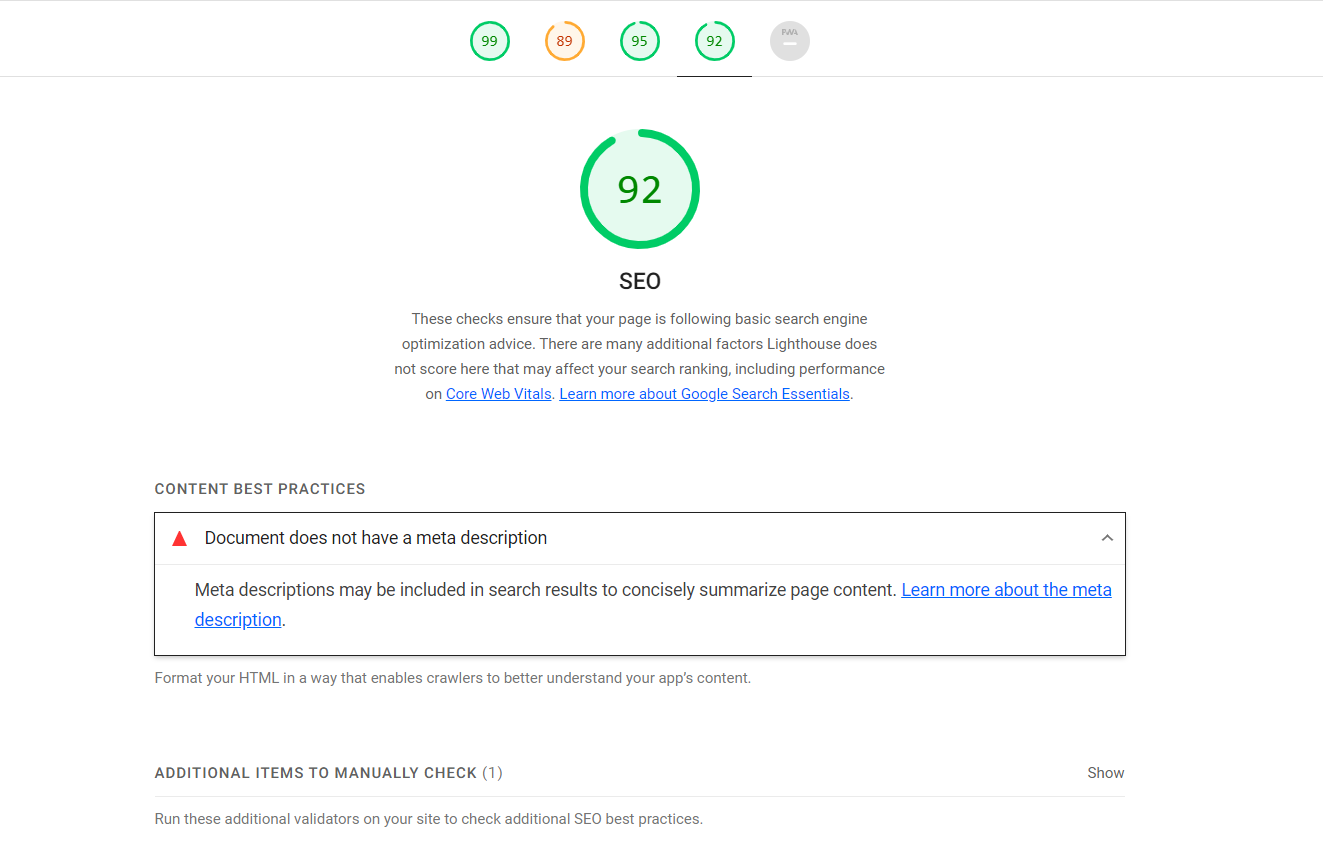 99 89 95 92 PWA
92
SEO
These checks ensure that your page is following basic search engine
optimization advice. There are many additional factors Lighthouse does
not score here that may affect your search ranking, including performance
on Core Web Vitals. Learn more about Google Search Essentials.
CONTENT BEST PRACTICES
Document does not have a meta description
Meta descriptions may be included in search results to concisely summarize page content. Learn more about the meta
description.
Format your HTML in a way that enables crawlers to better understand your app’s content.
ADDITIONAL ITEMS TO MANUALLY CHECK (1) Show
Run these additional validators on your site to check additional SEO best practices.